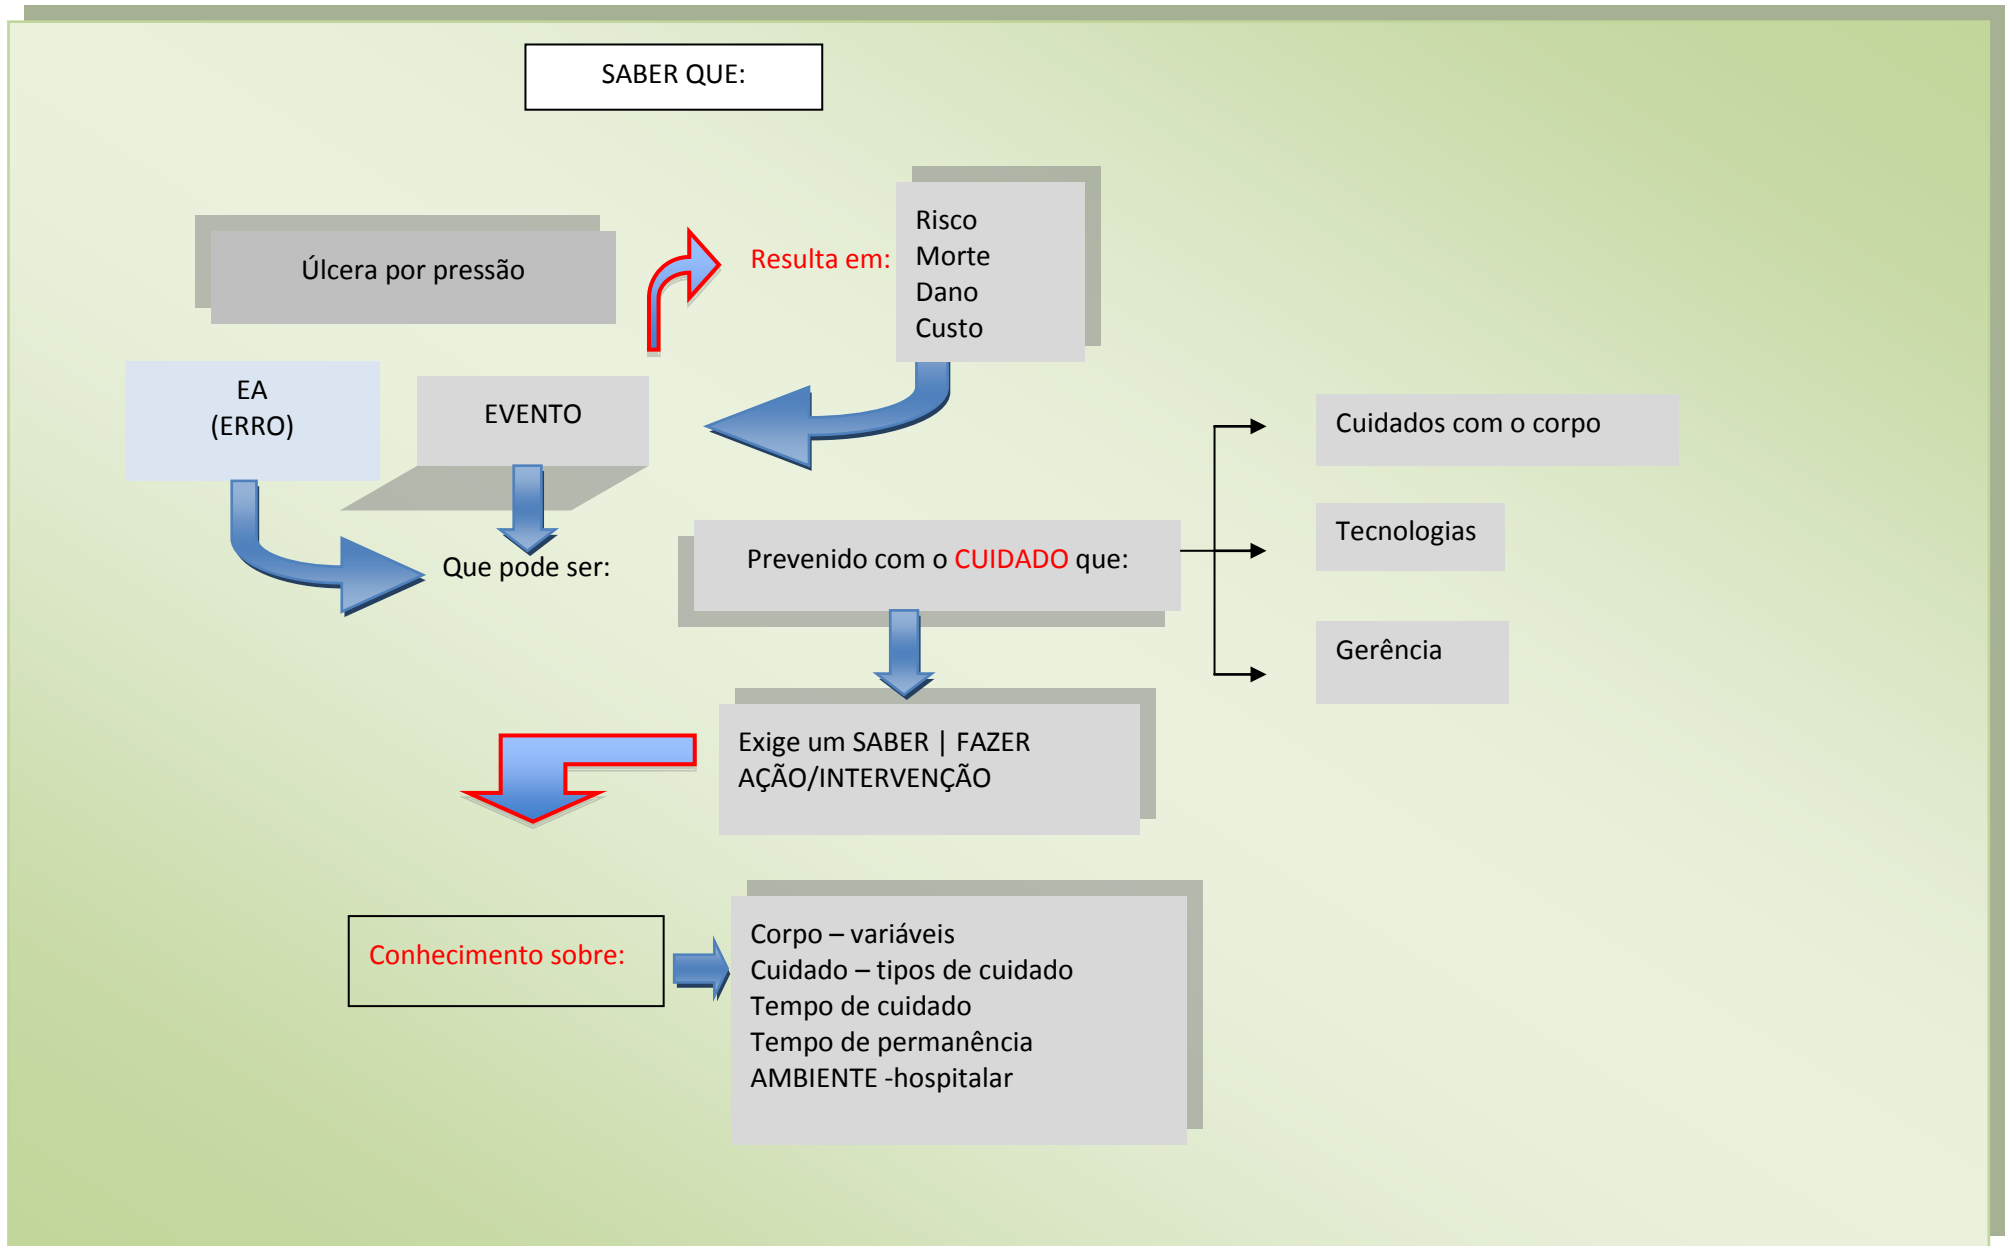 SABER QUE:
Úlcera por pressão
Resulta em:
Risco
Morte
Dano
Custo
EA
(ERRO)
EVENTO
Que pode ser:
Prevenido com o CUIDADO que:
Cuidados com o corpo
Tecnologias
Gerência
Exige um SABER | FAZER
AÇÃO/INTERVENÇÃO
Conhecimento sobre:
Corpo – variáveis
Cuidado – tipos de cuidado
Tempo de cuidado
Tempo de permanência
AMBIENTE -hospitalar